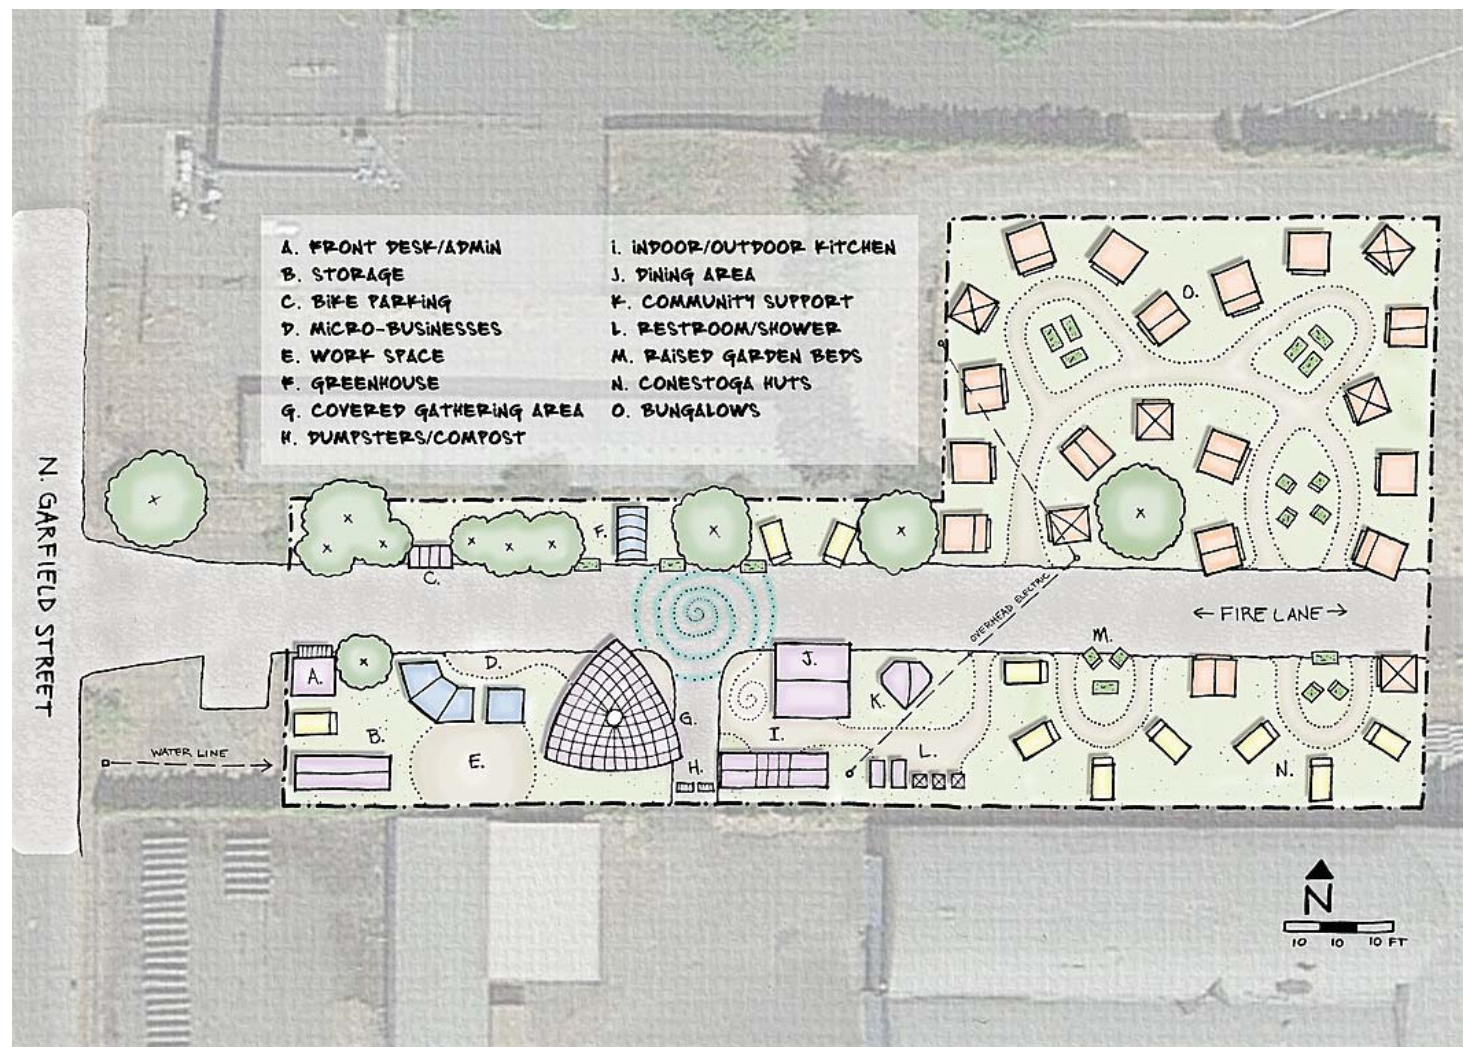 A. FRONT DESK/ADMIN
B. STORAGE
C. BIKE PARKING
D. MICRO-BUSINESSES
E. WORK SPACE
F. GREENHOUSE
G. COVERED GATHERING AREA
H. DUMPSTERS/COMPOST
I. INDOOR/OUTDOOR KITCHEN
J. DINING AREA
K. COMMUNITY SUPPORT
L. RESTROOM/SHOWER
M. RAISED GARDEN BEDS
N. CONESTOGA HUTS
O. BUNGALOWS
O.
N. GARFIELD STREET
F.
C.
OVERHEAD ELECTRIC
FIRE LANE
M.
A.
D.
J.
K.
G.
B.
I.
WATER LINE
E.
H.
L.
N.
N
10 10 10 FT